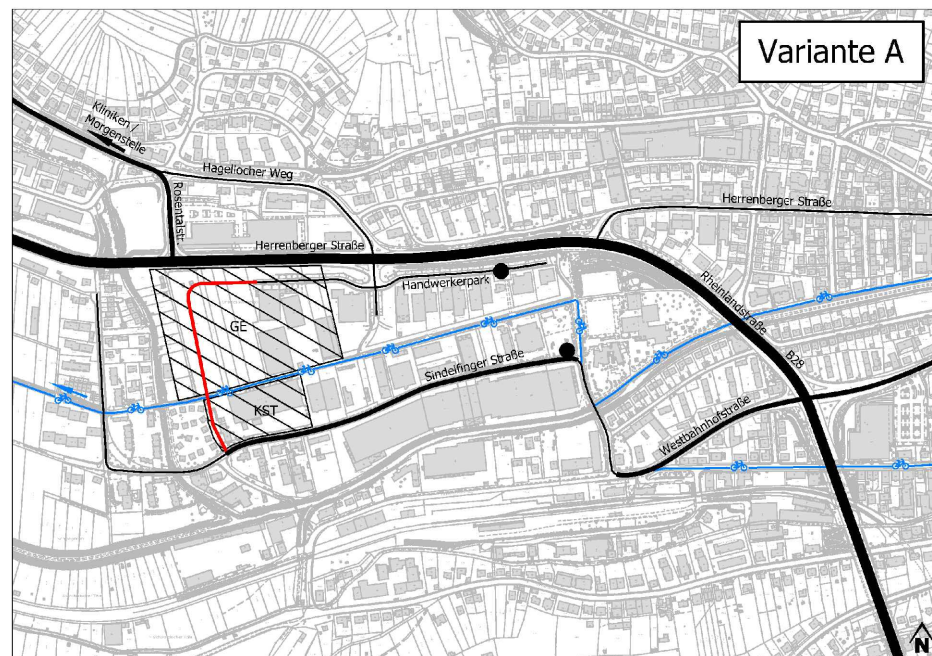 Variante A
Kliniken /
Morgenstelle
Hagellocher Weg
Rosentalstr.
Herrenberger Straße
Herrenberger Straße
Handwerkerpark
Rheinlandstraße
B28
GE
Sindelfinger Straße
KST
Westbahnhofstraße
N